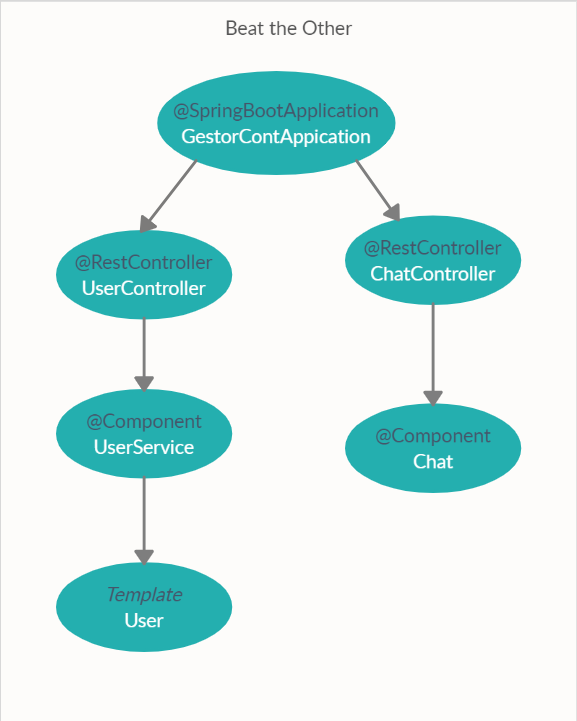 Beat the Other
@SpringBootApplication
GestorContAppication
@RestController
UserController
@RestController
ChatController
@Component
UserService
@Component
Chat
Template
User